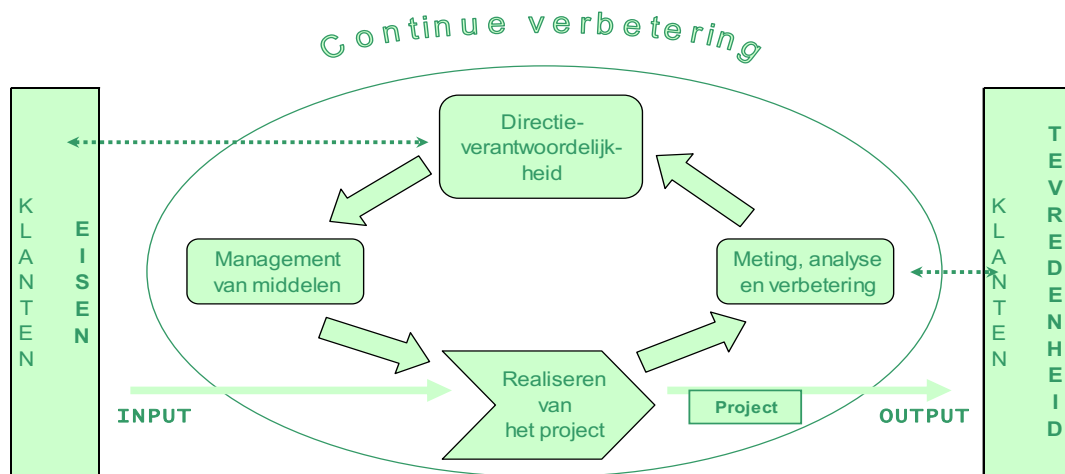 Continue verbetering
Directie-
verantwoordelijk-
heid
KLANTEN
EISEN
Management
van middelen
Meting, analyse
en verbetering
KLANTEN
TEVREDENHEID
Realiseren
van
het project
INPUT
Project
OUTPUT